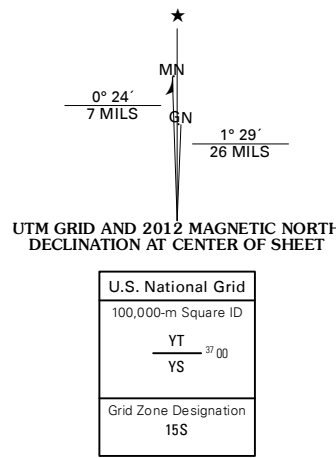 ★
MN
0° 24´
7 MILS
GN
1° 29´
26 MILS
UTM GRID AND 2012 MAGNETIC NORTH
DECLINATION AT CENTER OF SHEET
U.S. National Grid
100,000-m Square ID
YT
37 00
YS
Grid Zone Designation
15S